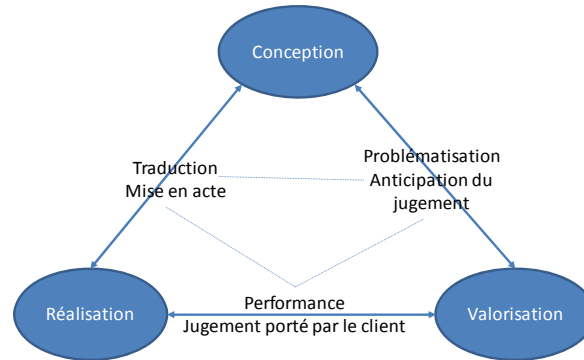 Conception
Traduction
Mise en acte
Problématisation
Anticipation du
jugement
Réalisation
Performance
Jugement porté par le client
Valorisation